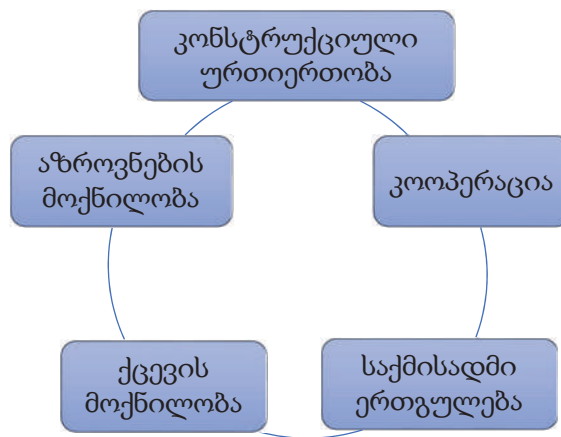 კონსტრუქციული
ურთიერთობა
აზროვნების
მოქნილობა
კოოპერაცია
ქცევის
მოქნილობა
საქმისადმი
ერთგულება